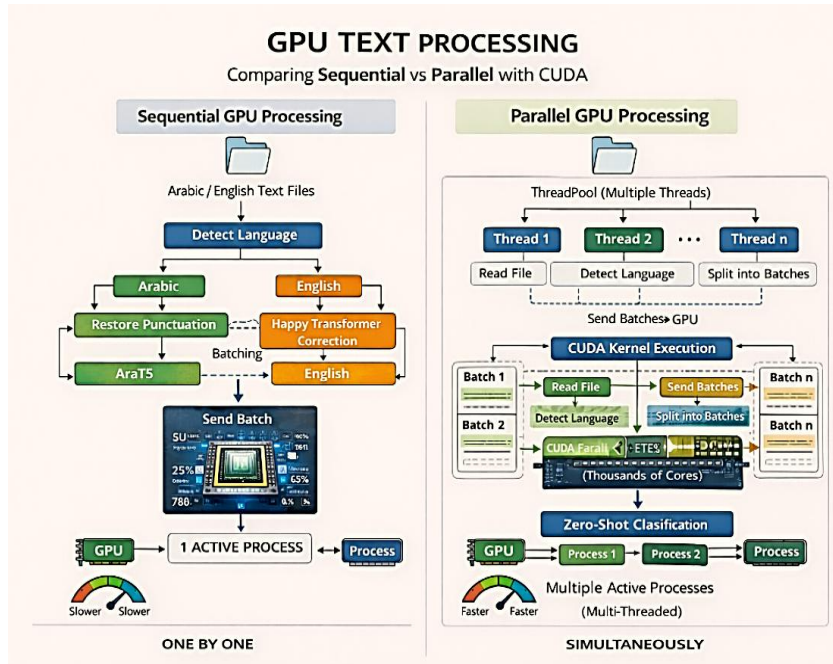 GPU TEXT PROCESSING
Comparing Sequential vs Parallel with CUDA
Sequential GPU Processing
Arabic / English Text Files
Detect Language
Arabic
English
Restore Punctuation
Happy Transformer
Correction
Batching
AraT5
English
Send Batch
25%
65%
GPU
1 ACTIVE PROCESS
Process
Slower
Slower
ONE BY ONE
Parallel GPU Processing
ThreadPool (Multiple Threads)
Thread 1
Thread 2
...
Thread n
Read File
Detect Language
Split into Batches
Send Batches GPU
CUDA Kernel Execution
Batch 1
Read File
Send Batches
Batch n
Detect Language
Split into Batches
Batch 2
Batch n
CUDA
(Thousands of Cores)
Zero-Shot Clasification
GPU
Process 1
Process 2
Process
Multiple Active Processes
Faster
Faster
(Multi-Threaded)
SIMULTANEOUSLY